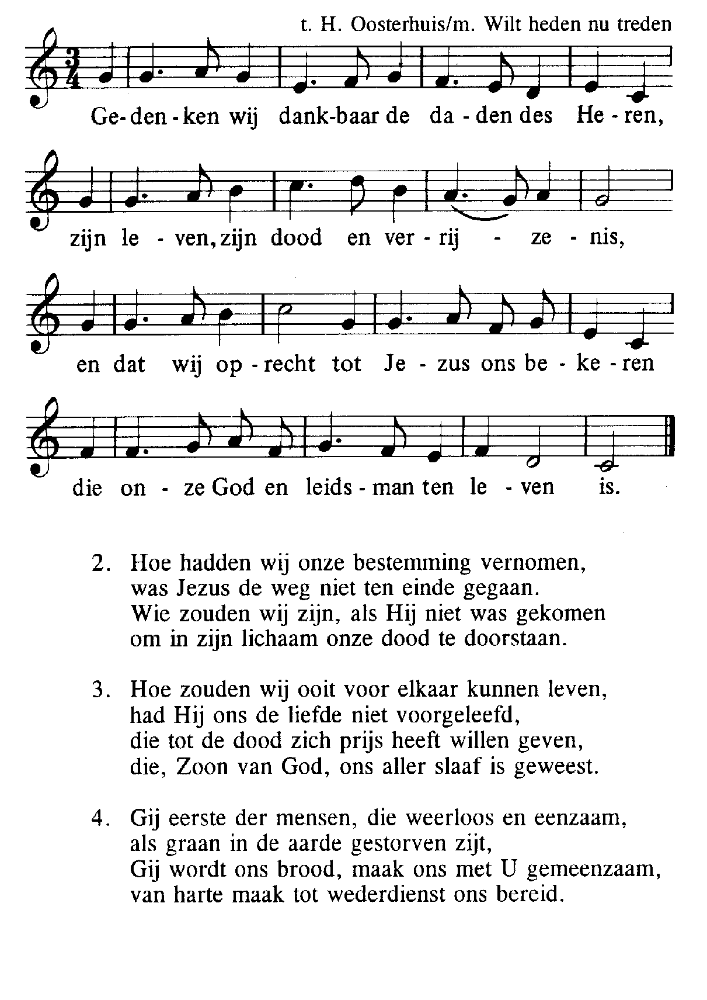 t. H. Oosterhuis/m. Wilt heden nu treden
3
4
Ge-den-ken wij dank-baar de da - den des He - ren,
zijn le - ven, zijn dood en ver - rij - ze - nis,
en dat wij op - recht tot Je - zus ons be - ke - ren
die on - ze God en leids - man ten le - ven is.
2. Hoe hadden wij onze bestemming vernomen,
was Jezus de weg niet ten einde gegaan.
Wie zouden wij zijn, als Hij niet was gekomen
om in zijn lichaam onze dood te doorstaan.
3. Hoe zouden wij ooit voor elkaar kunnen leven,
had Hij ons de liefde niet voorgeleefd,
die tot de dood zich prijs heeft willen geven,
die, Zoon van God, ons aller slaaf is geweest.
4. Gij eerste der mensen, die weerloos en eenzaam,
als graan in de aarde gestorven zijt,
Gij wordt ons brood, maak ons met U gemeenzaam,
van harte maak tot wederdienst ons bereid.